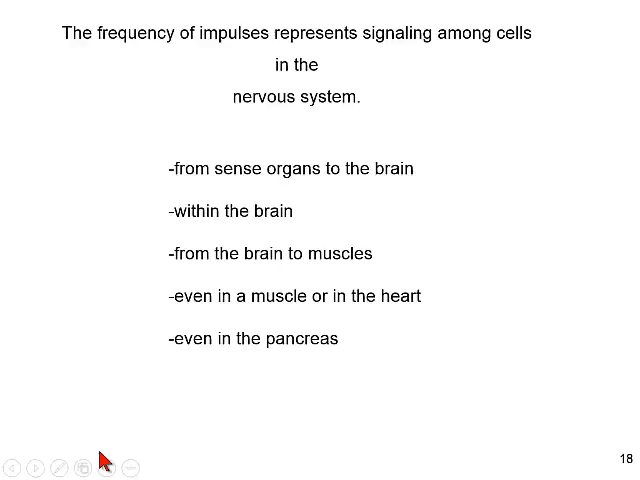 The frequency of impulses represents signaling among cells
in the
nervous system.
-from sense organs to the brain
-within the brain
-from the brain to muscles
-even in a muscle or in the heart
-even in the pancreas
18